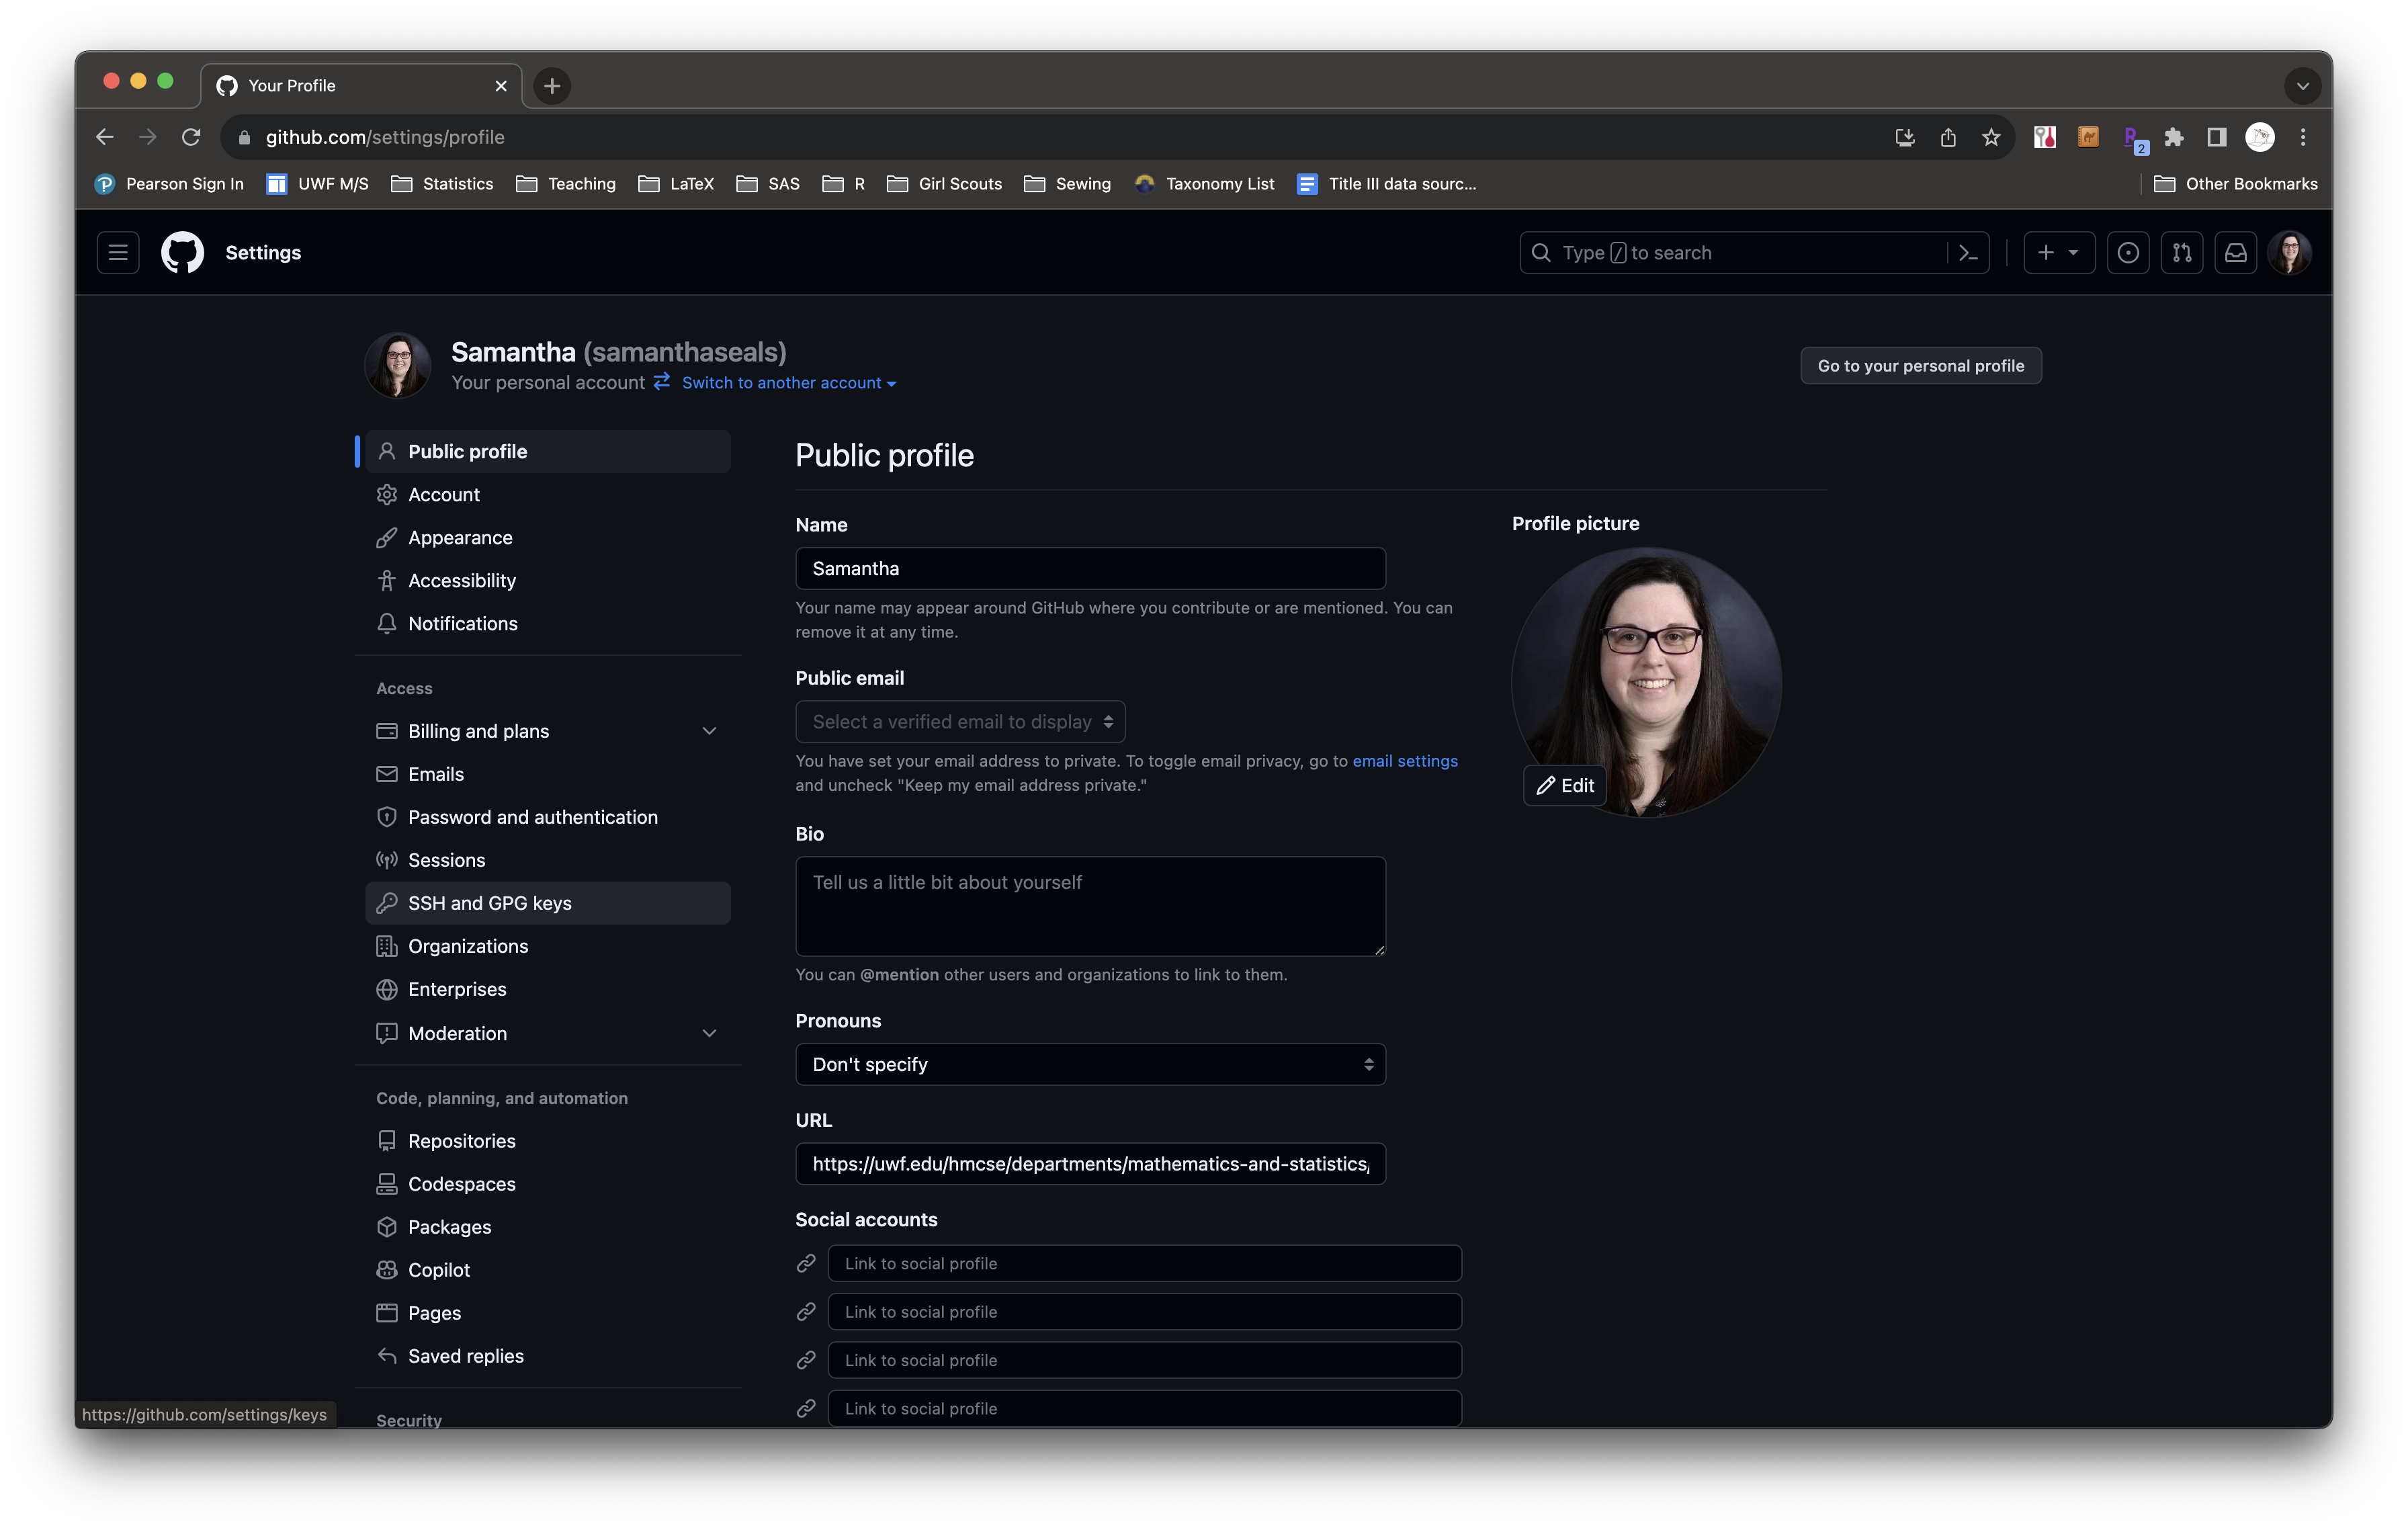 Your Profile
github.com/settings/profile
2
Pearson Sign In UWF M/S Statistics Teaching LaTeX SAS R Girl Scouts Sewing Taxonomy List Title III data sourc... Other Bookmarks
Settings
Type / to search
Samantha (samanthaseals)
Your personal account Switch to another account
Go to your personal profile
Public profile
Account
Appearance
Accessibility
Notifications
Access
Billing and plans
Emails
Password and authentication
Sessions
SSH and GPG keys
Organizations
Enterprises
Moderation
Code, planning, and automation
Repositories
Codespaces
Packages
Copilot
Pages
Saved replies
Security
Public profile
Name
Samantha
Your name may appear around GitHub where you contribute or are mentioned. You can
remove it at any time.
Public email
Select a verified email to display
You have set your email address to private. To toggle email privacy, go to email settings
and uncheck "Keep my email address private."
Bio
Tell us a little bit about yourself
You can @mention other users and organizations to link to them.
Pronouns
Don't specify
URL
https://uwf.edu/hmcse/departments/mathematics-and-statistics/
Social accounts
Link to social profile
Link to social profile
Link to social profile
Link to social profile
Profile picture
Edit
https://github.com/settings/keys